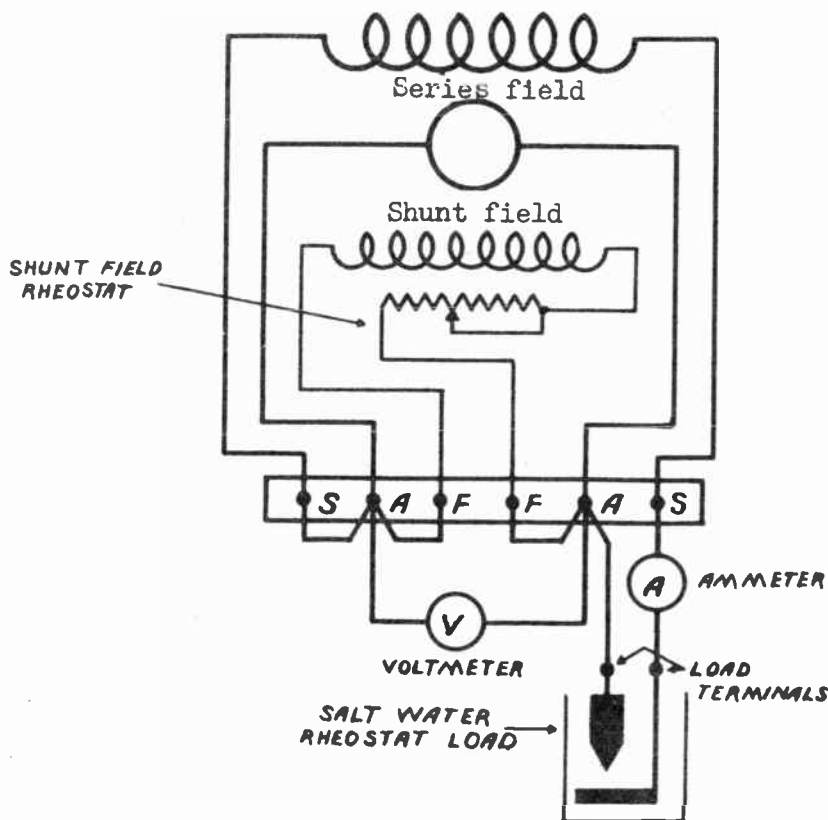 Series field
Shunt field
SHUNT FIELD
RHEOSTAT
S A F F A S
A
AMMETER
V
VOLTMETER
LOAD
TERMINALS
SALT WATER
RHEOSTAT LOAD